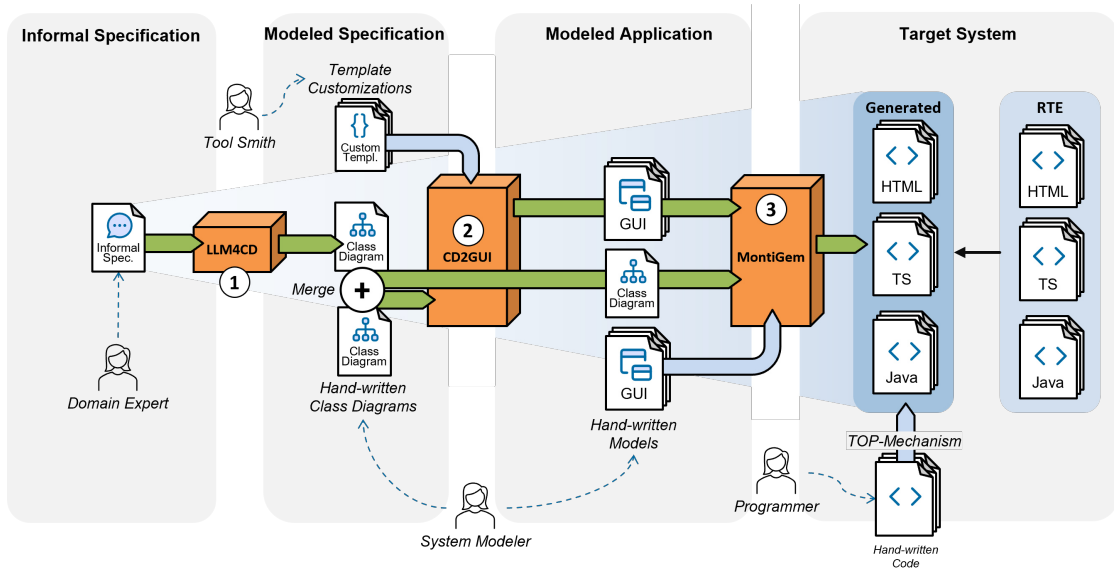 Informal Specification
Modeled Specification
Modeled Application
Target System
Template
Customizations
Tool Smith
{}
Custom
Templ.
Generated
RTE
HTML
HTML
Informal
Spec.
LLM4CD
1
Class
Diagram
2
CD2GUI
GUI
3
MontiGem
TS
TS
Merge
+
Class
Diagram
Class
Diagram
GUI
Java
Java
Domain Expert
Hand-written
Class Diagrams
Hand-written
Models
TOP-Mechanism
Programmer
System Modeler
Hand-written
Code